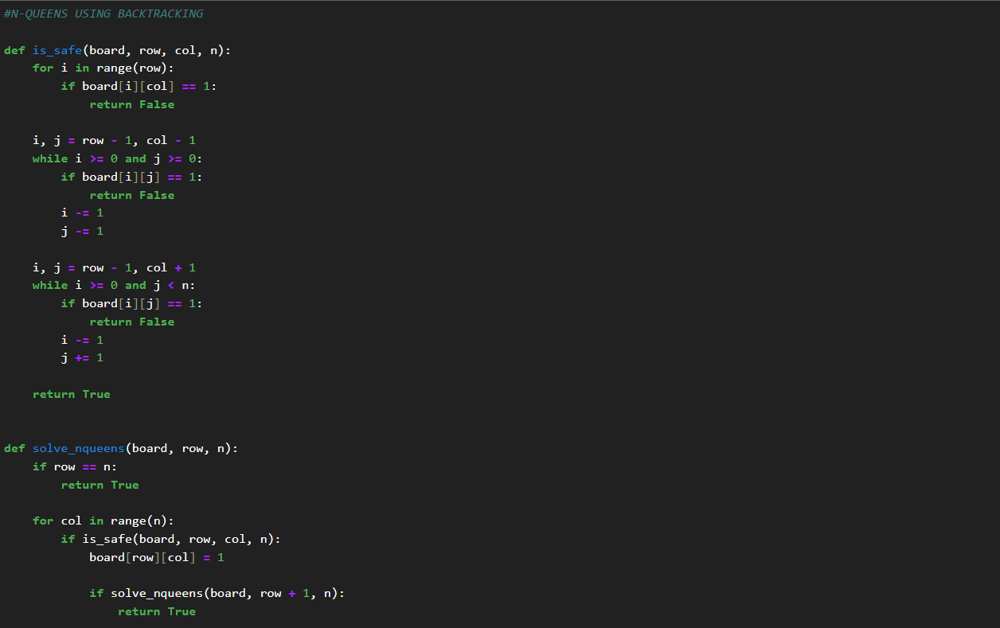 #N-QUEENS USING BACKTRACKING

def is_safe(board, row, col, n):
    for i in range(row):
        if board[i][col] == 1:
            return False

    i, j = row - 1, col - 1
    while i >= 0 and j >= 0:
        if board[i][j] == 1:
            return False
        i -= 1
        j -= 1

    i, j = row - 1, col + 1
    while i >= 0 and j < n:
        if board[i][j] == 1:
            return False
        i -= 1
        j += 1

    return True


def solve_nqueens(board, row, n):
    if row == n:
        return True

    for col in range(n):
        if is_safe(board, row, col, n):
            board[row][col] = 1

            if solve_nqueens(board, row + 1, n):
                return True